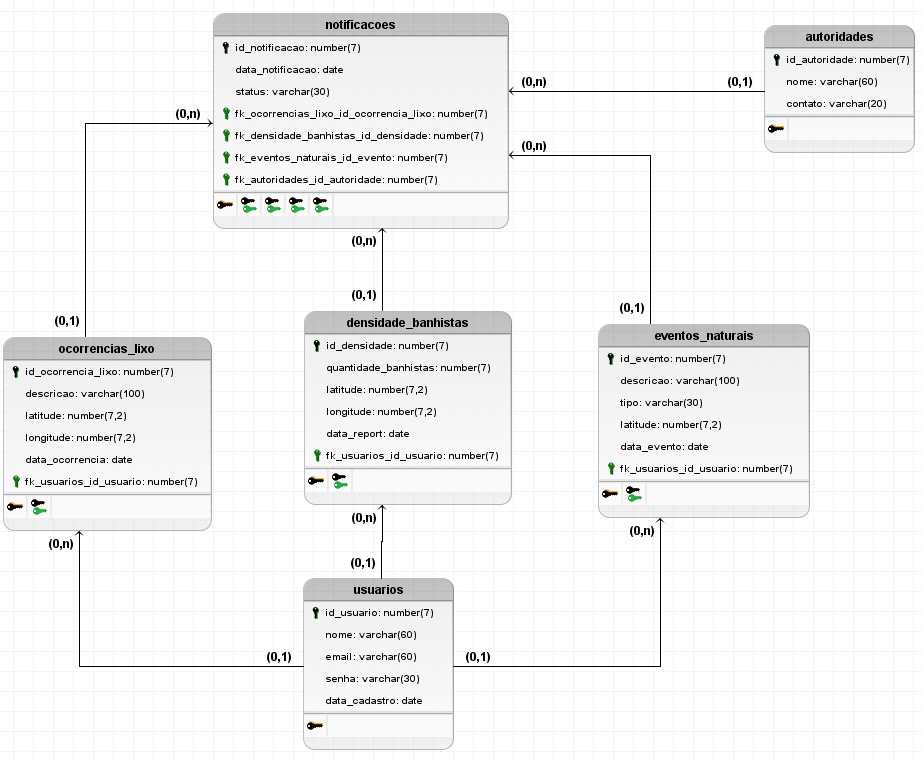 notificacoes
id_notificacao: number(7)
data_notificacao: date
status: varchar(30)
fk_ocorrencias_lixo_id_ocorrencia_lixo: number(7)
fk_densidade_banhistas_id_densidade: number(7)
fk_eventos_naturais_id_evento: number(7)
fk_autoridades_id_autoridade: number(7)
autoridades
id_autoridade: number(7)
nome: varchar(60)
contato: varchar(20)
(0,n)
(0,1)
(0,n)
(0,n)
(0,n)
(0,1)
(0,1)
(0,1)
ocorrencias_lixo
id_ocorrencia_lixo: number(7)
descricao: varchar(100)
latitude: number(7,2)
longitude: number(7,2)
data_ocorrencia: date
fk_usuarios_id_usuario: number(7)
densidade_banhistas
id_densidade: number(7)
quantidade_banhistas: number(7)
latitude: number(7,2)
longitude: number(7,2)
data_report: date
fk_usuarios_id_usuario: number(7)
eventos_naturais
id_evento: number(7)
descricao: varchar(100)
tipo: varchar(30)
latitude: number(7,2)
data_evento: date
fk_usuarios_id_usuario: number(7)
(0,n)
(0,n)
(0,n)
(0,1)
(0,1)
(0,1)
usuarios
id_usuario: number(7)
nome: varchar(60)
email: varchar(60)
senha: varchar(30)
data_cadastro: date